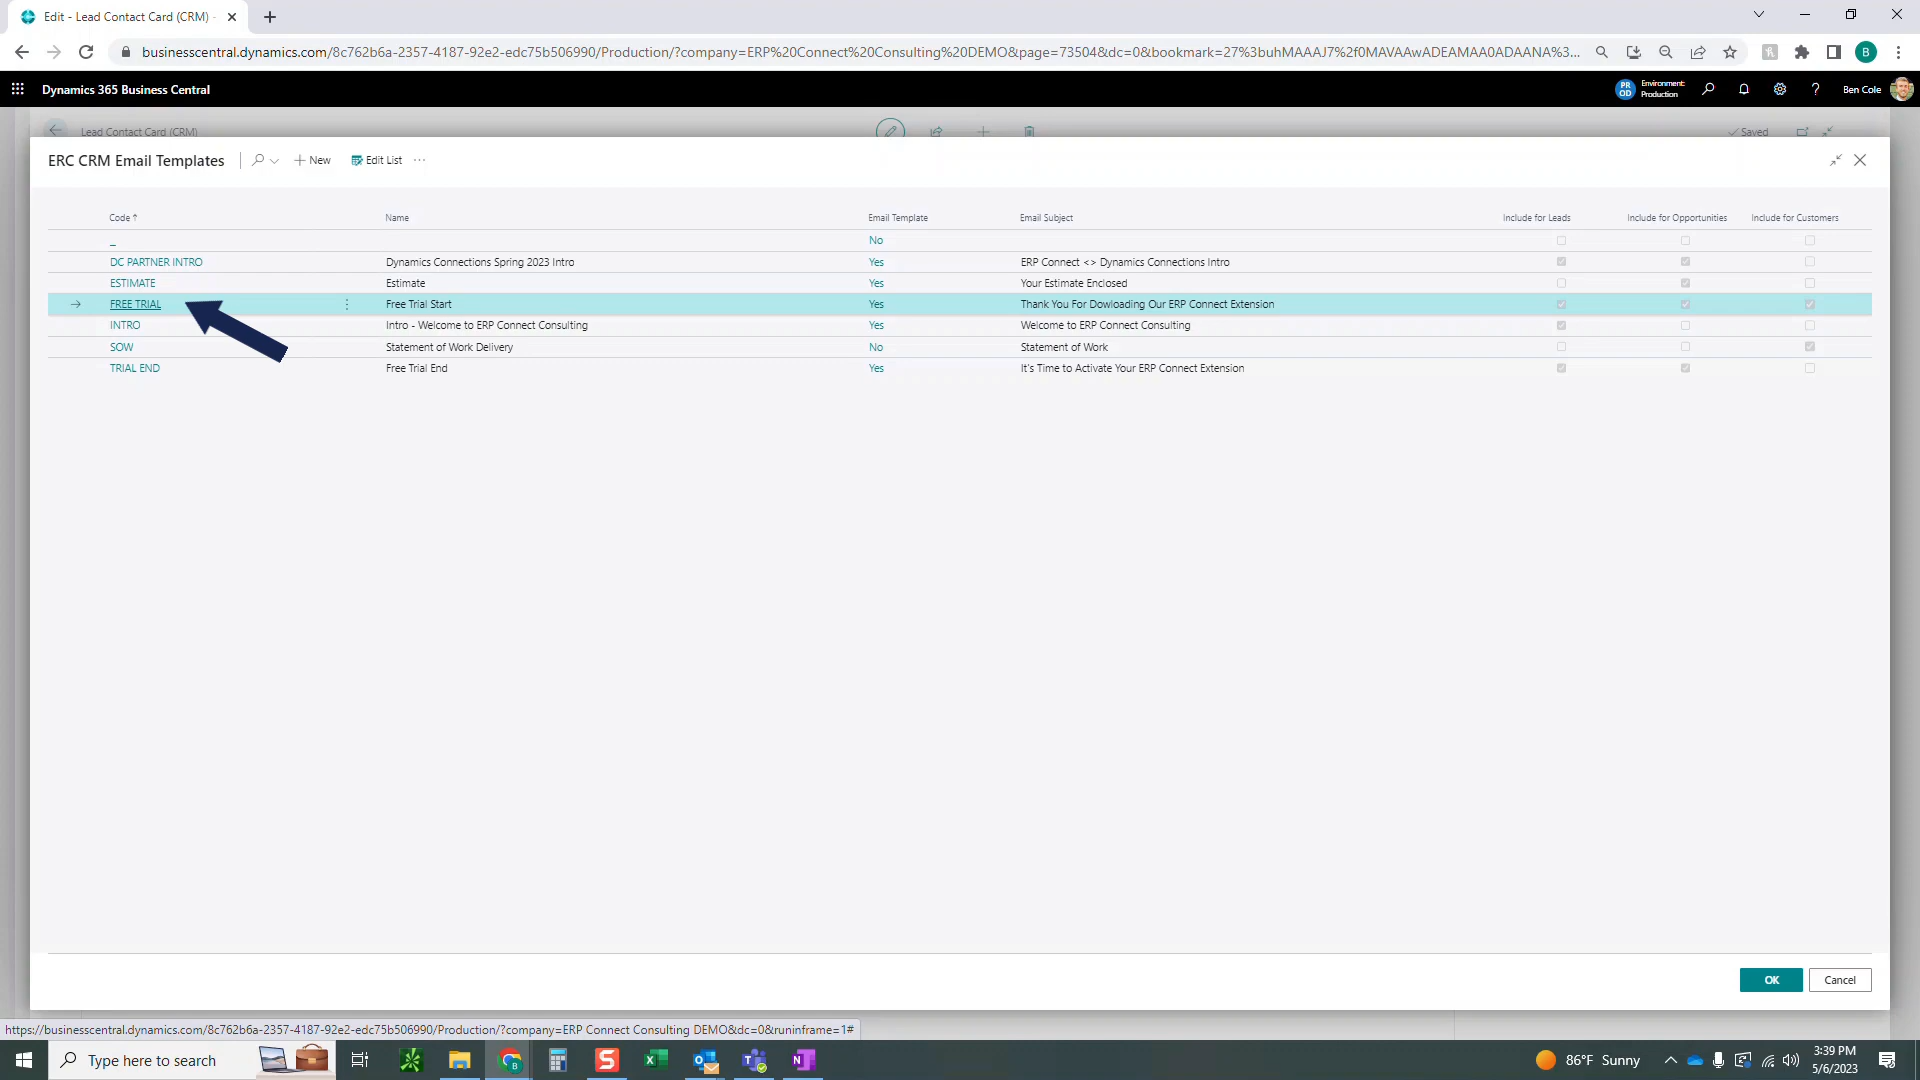 Edit - Lead Contact Card (CRM) -
businesscentral.dynamics.com/8c762b6a-2357-4187-92e2-edc75b506990/Production/?company=ERP%20Connect%20Consulting%20DEMO&page=73504&dc=0&bookmark=27%3buhMAAAJ7%2f0MAVAAwADEAMAA0ADAANA%3...
B
Dynamics 365 Business Central
PR OD
Environment: Production
?
Ben Cole
Lead Contact Card (CRM)
Saved
ERC CRM Email Templates
New
Edit List
Code ↑ Name Email Template Email Subject Include for Leads Include for Opportunities Include for Customers
_ No
DC PARTNER INTRO Dynamics Connections Spring 2023 Intro Yes ERP Connect <> Dynamics Connections Intro
ESTIMATE Estimate Yes Your Estimate Enclosed
FREE TRIAL Free Trial Start Yes Thank You For Dowloading Our ERP Connect Extension
INTRO Intro - Welcome to ERP Connect Consulting Yes Welcome to ERP Connect Consulting
SOW Statement of Work Delivery No Statement of Work
TRIAL END Free Trial End Yes It's Time to Activate Your ERP Connect Extension
OK Cancel
https://businesscentral.dynamics.com/8c762b6a-2357-4187-92e2-edc75b506990/Production/?company=ERP Connect Consulting DEMO&dc=0&runinframe=1#
Type here to search
86°F Sunny
3:39 PM
5/6/2023